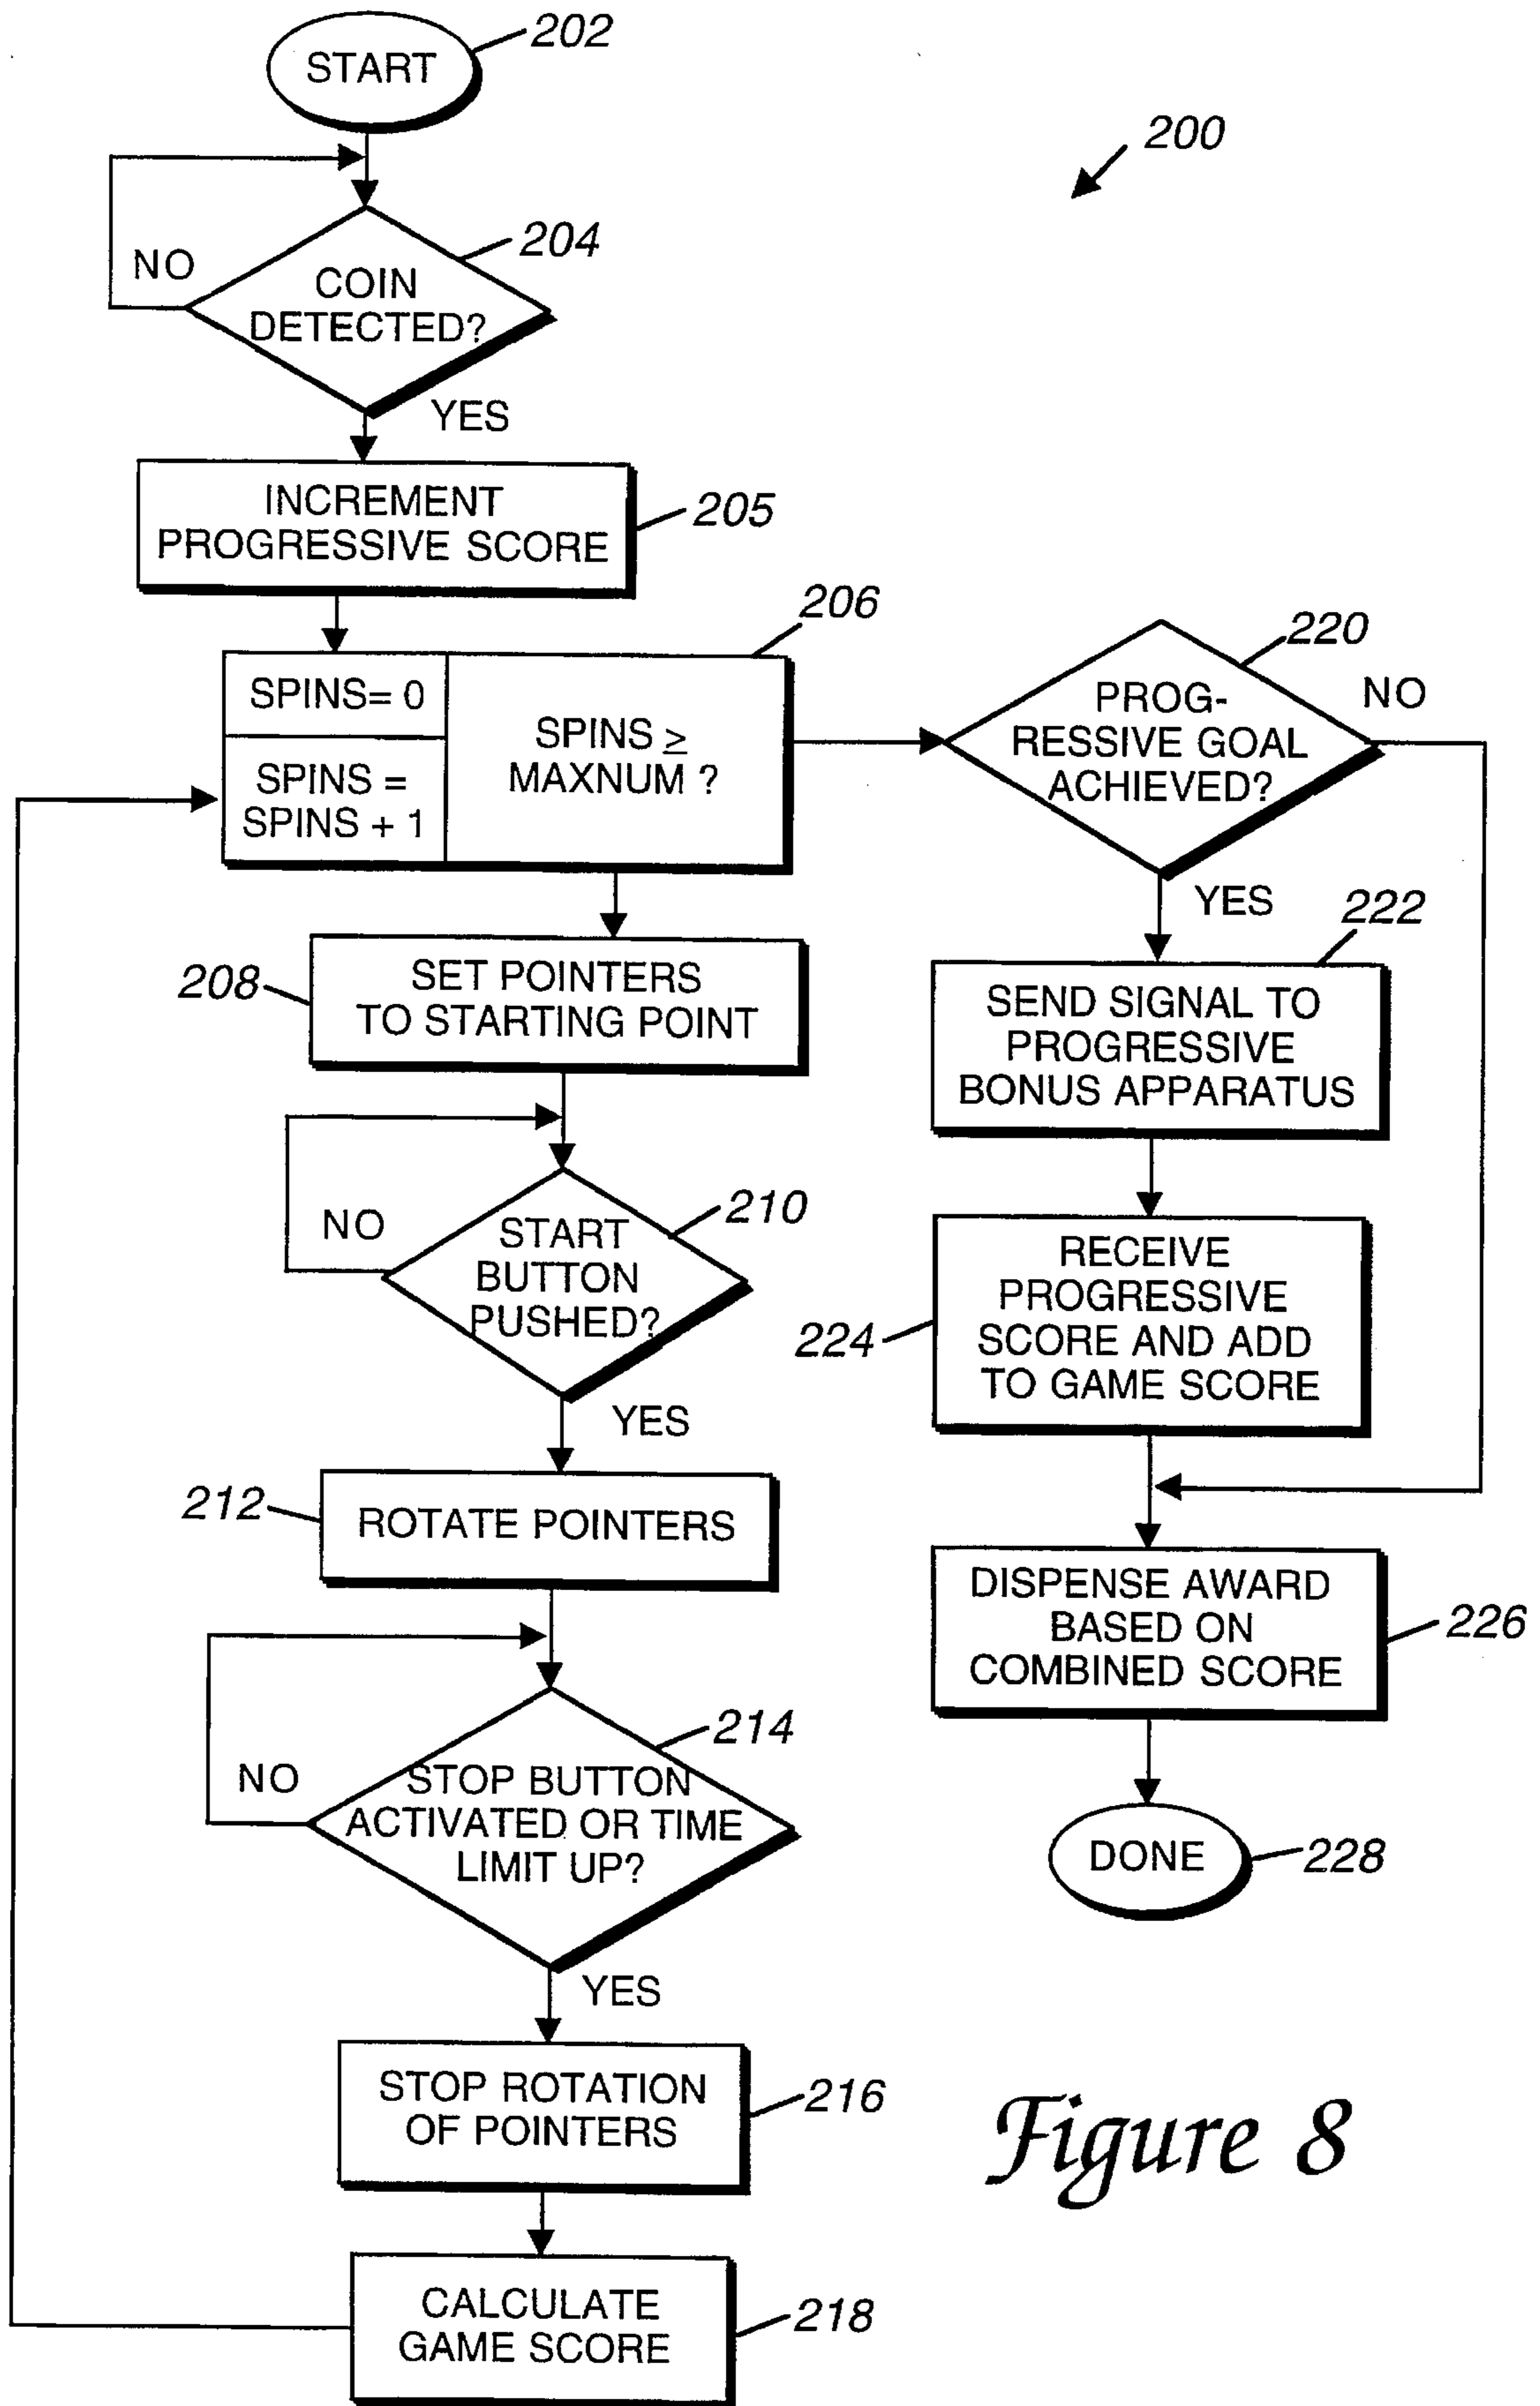 START
202
200
NO
COIN
DETECTED?
204
YES
INCREMENT
PROGRESSIVE SCORE
205
206
SPINS= 0
SPINS =
SPINS + 1
SPINS ≥
MAXNUM ?
220
PROG-
RESSIVE GOAL
ACHIEVED?
NO
YES
208
SET POINTERS
TO STARTING POINT
222
SEND SIGNAL TO
PROGRESSIVE
BONUS APPARATUS
NO
START
BUTTON
PUSHED?
210
YES
224
RECEIVE
PROGRESSIVE
SCORE AND ADD
TO GAME SCORE
212
ROTATE POINTERS
DISPENSE AWARD
BASED ON
COMBINED SCORE
226
NO
STOP BUTTON
ACTIVATED OR TIME
LIMIT UP?
214
YES
DONE
228
STOP ROTATION
OF POINTERS
216
CALCULATE
GAME SCORE
218
Figure 8